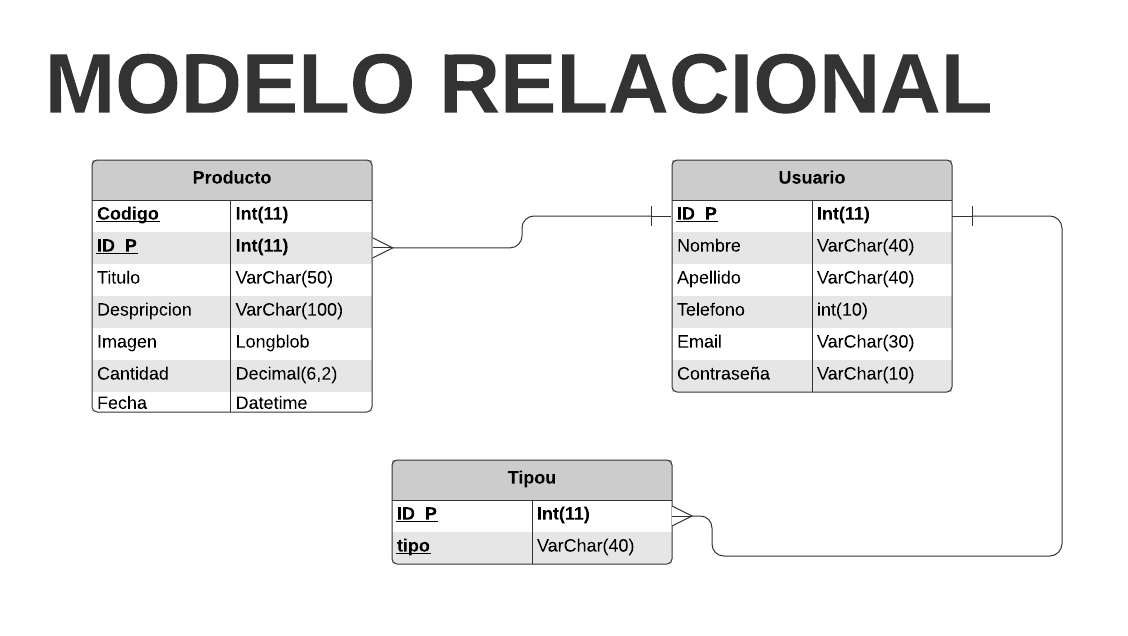 MODELO RELACIONAL
Producto
Codigo Int(11)
ID_P Int(11)
Titulo VarChar(50)
Despripcion VarChar(100)
Imagen Longblob
Cantidad Decimal(6,2)
Fecha Datetime
Usuario
ID_P Int(11)
Nombre VarChar(40)
Apellido VarChar(40)
Telefono int(10)
Email VarChar(30)
Contraseña VarChar(10)
Tipou
ID_P Int(11)
tipo VarChar(40)